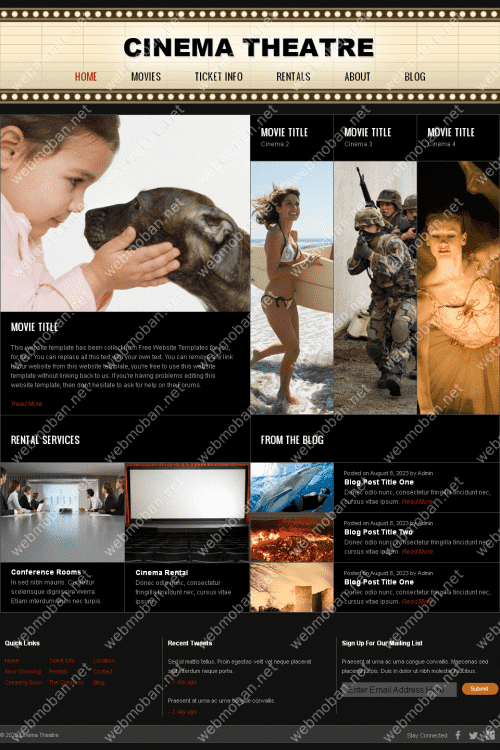 CINEMA THEATRE
HOME MOVIES TICKET INFO RENTALS ABOUT BLOG
MOVIE TITLE
Cinema 2
MOVIE TITLE
Cinema 3
MOVIE TITLE
Cinema 4
MOVIE TITLE
This website template has been collected from Free Website Templates for you
for free. You can replace all this text with your own text. You can remove any link
to our website from this website template, you're free to use this website
template without linking back to us. If you're having problems editing this
website template, then don't hesitate to ask for help on the Forums.
Read More
RENTAL SERVICES
FROM THE BLOG
Conference Rooms
In sed nibh mauris. Curabitur
scelerisque dignissim viverra.
Etiam interdum nunc nec turpis.
Cinema Rental
Donec odio nunc, consectetur
fringilla tincidunt nec, cursus
vitae ipsum.
Posted on August 8, 2023 by Admin
Blog Post Title One
Donec odio nunc, consectetur fringilla tincidunt nec,
cursus vitae ipsum. Read More
Posted on August 8, 2023 by Admin
Blog Post Title Two
Donec odio nunc, consectetur fringilla tincidunt nec,
cursus vitae ipsum. Read More
Posted on August 8, 2023 by Admin
Blog Post Title One
Donec odio nunc, consectetur fringilla tincidunt nec,
cursus vitae ipsum. Read More
Quick Links
Home Ticket Info Location
Now Showing Rentals Contact
Comming Soon The Cinemas Blog
Recent Tweets
Sed at mattis tellus. Proin egestas velit vel neque placerat
sed interdum neque porta.
1 day ago
Praesent at urna ac urna congue convallis.
1 day ago
Sign Up For Our Mailing List
Praesent at urna ac urna congue convallis. Maecenas sed
placerat turpis. Duis in dolor ut nibh molestie faucibus.
Enter Email Address Here
Submit
Cinema Theatre
Stay Connected:
webmoban.net